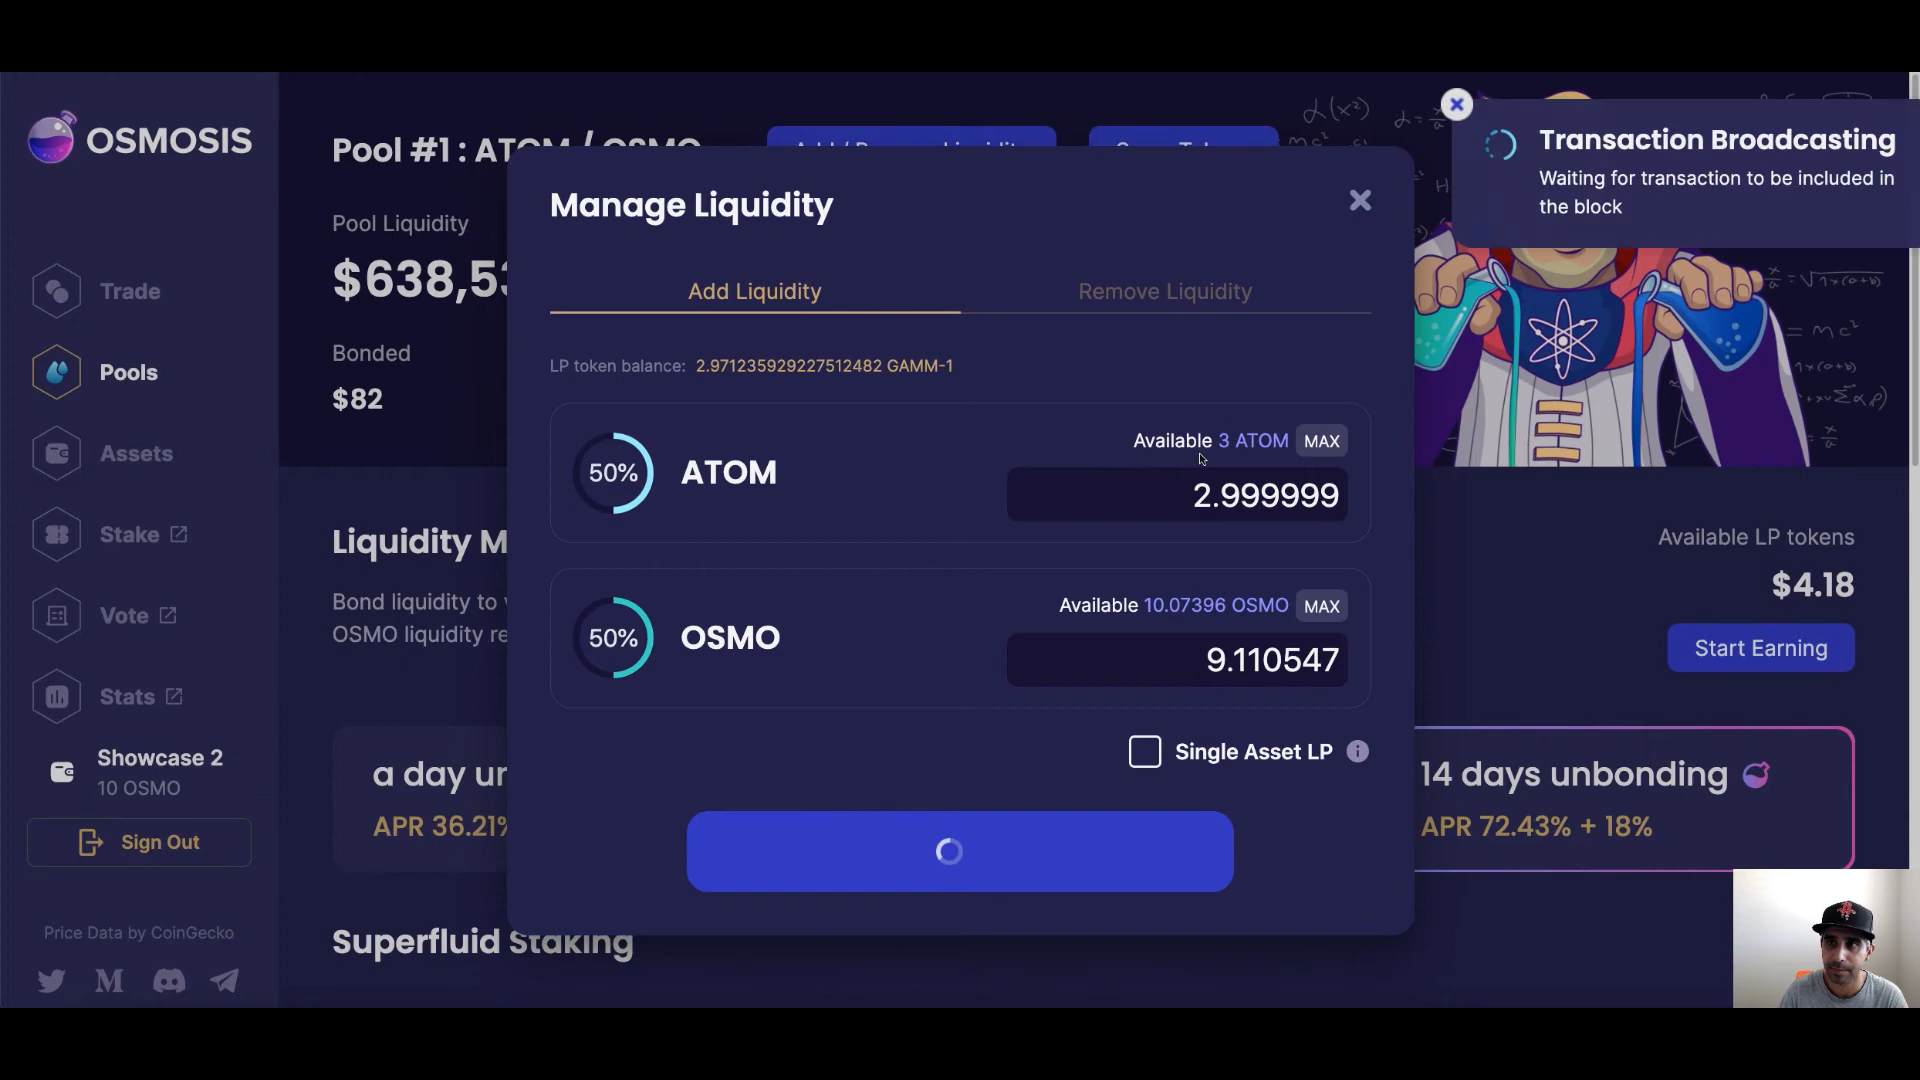 OSMOSIS
Trade
Pools
Assets
Stake
Vote
Stats
Showcase 2
10 OSMO
Sign Out
Price Data by CoinGecko
Pool #1 : ATOM / OSMO
Pool Liquidity
$638,53
Bonded
$82
Liquidity M
Bond liquidity to
OSMO liquidity re
a day un
APR 36.21%
Superfluid Staking
Manage Liquidity
Add Liquidity
Remove Liquidity
LP token balance: 2.971235929227512482 GAMM-1
50%
ATOM
Available 3 ATOM MAX
2.999999
50%
OSMO
Available 10.07396 OSMO MAX
9.110547
Single Asset LP
Transaction Broadcasting
Waiting for transaction to be included in
the block
Available LP tokens
$4.18
Start Earning
14 days unbonding
APR 72.43% + 18%